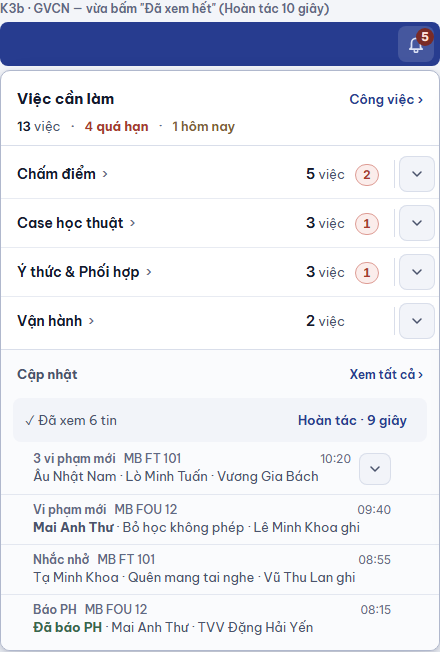 K3b · GVCN — vừa bấm "Đã xem hết" (Hoàn tác 10 giây)
5
Việc cần làm
Công việc ›
13 việc · 4 quá hạn · 1 hôm nay
Chấm điểm › 5 việc 2
Case học thuật › 3 việc 1
Ý thức & Phối hợp › 3 việc 1
Vận hành › 2 việc
Cập nhật
Xem tất cả ›
✓ Đã xem 6 tin
Hoàn tác · 9 giây
3 vi phạm mới MB FT 101 10:20
Âu Nhật Nam · Lò Minh Tuấn · Vương Gia Bách
Vi phạm mới MB FOU 12 09:40
Mai Anh Thư · Bỏ học không phép · Lê Minh Khoa ghi
Nhắc nhở MB FT 101 08:55
Tạ Minh Khoa · Quên mang tai nghe · Vũ Thu Lan ghi
Báo PH MB FOU 12 08:15
Đã báo PH · Mai Anh Thư · TVV Đặng Hải Yến